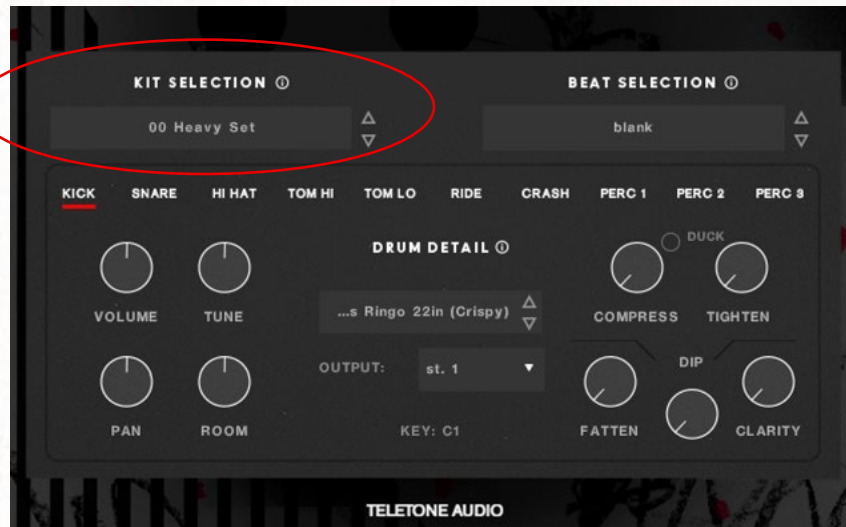 KIT SELECTION ⓘ
BEAT SELECTION ⓘ
00 Heavy Set
blank
KICK SNARE HI HAT TOM HI TOM LO RIDE CRASH PERC 1 PERC 2 PERC 3
DRUM DETAIL ⓘ
DUCK
...s Ringo 22in (Crispy)
VOLUME TUNE
COMPRESS TIGHTEN
OUTPUT: st. 1
DIP
PAN ROOM
KEY: C1
FATTEN CLARITY
TELETONE AUDIO